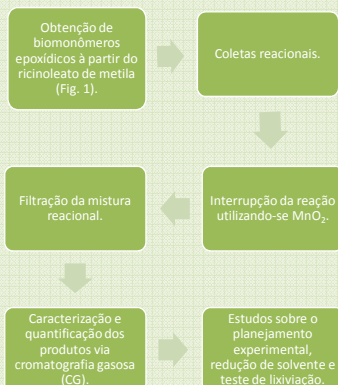 Obtenção de
biomonômeros
epoxídicos à partir do
ricinoleato de metila
(Fig. 1).
Coletas reacionais.
Interrupção da reação
utilizando-se MnO₂.
Filtração da mistura
reacional.
Caracterização e
quantificação dos
produtos via
cromatografia gasosa
(CG).
Estudos sobre o
planejamento
experimental,
redução de solvente e
teste de lixiviação.